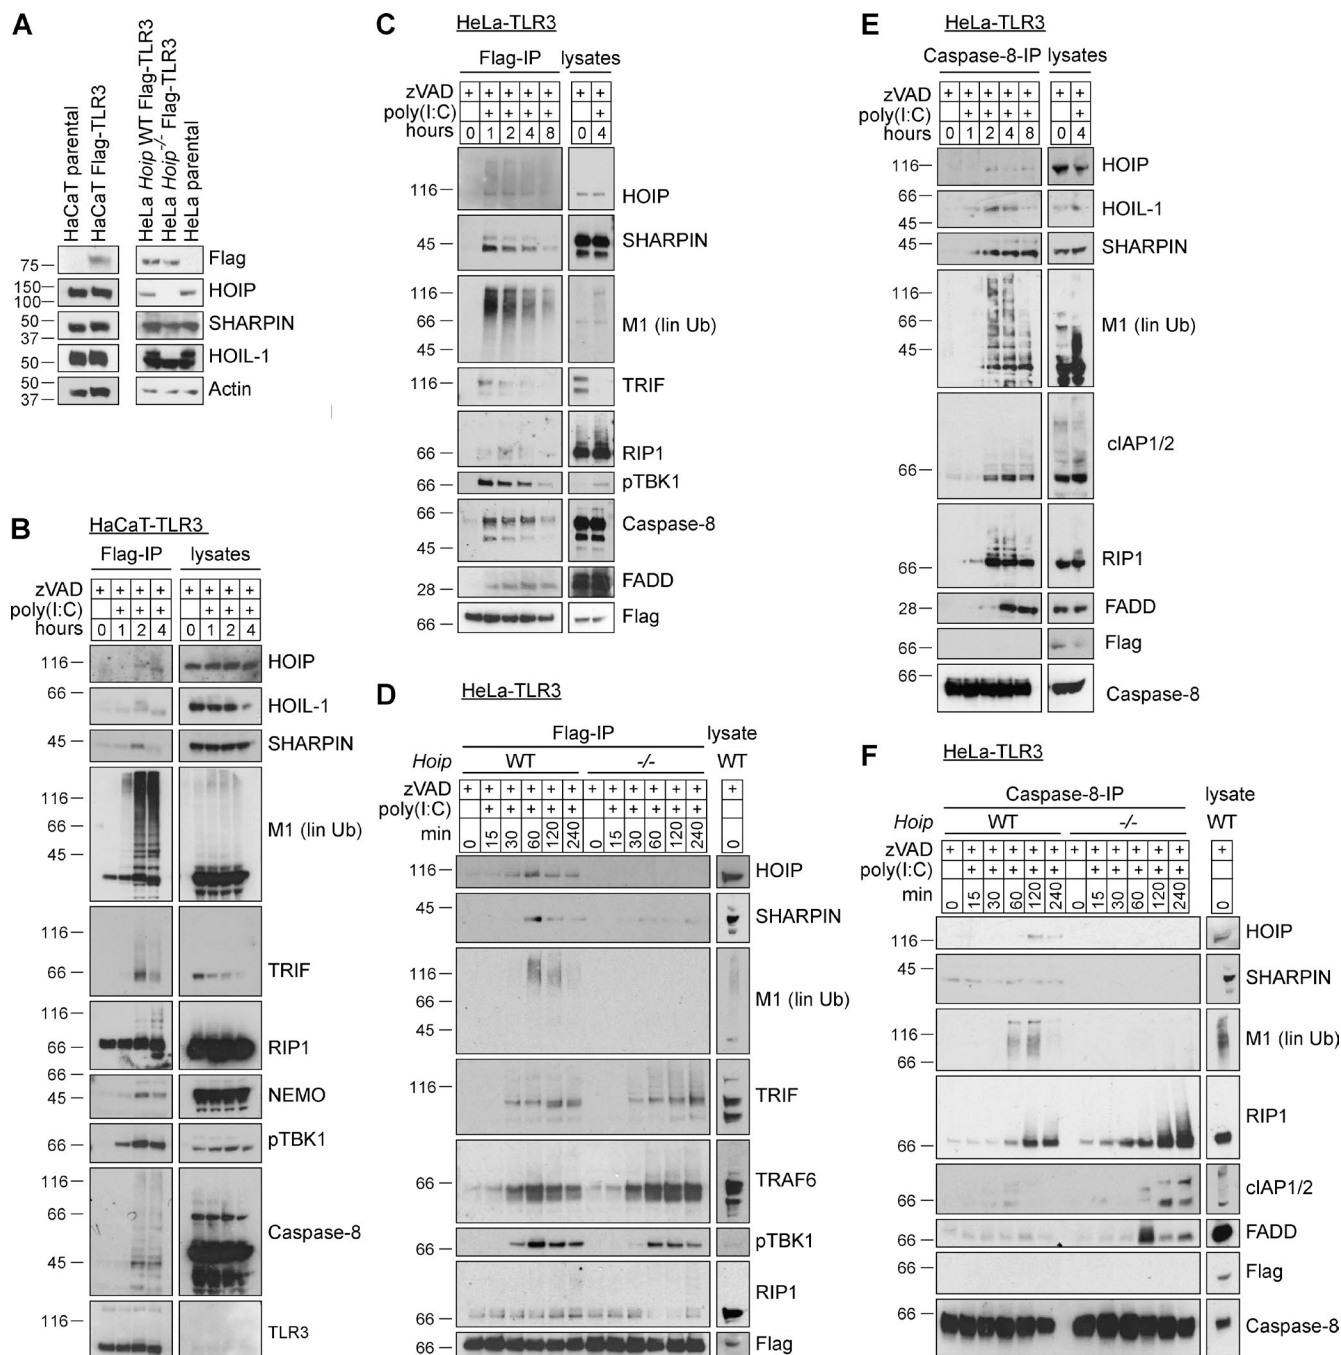 A
HaCaT parental
HaCaT Flag-TLR3
HeLa Hoip WT Flag-TLR3
HeLa Hoip-/- Flag-TLR3
HeLa parental
75
Flag
150
100
HOIP
50
37
SHARPIN
50
HOIL-1
50
37
Actin
B
HaCaT-TLR3
Flag-IP lysates
zVAD + + + + + + + +
poly(I:C) + + + + + +
hours 0 1 2 4 0 1 2 4
116 HOIP
66
HOIL-1
45 SHARPIN
116
66
45
M1 (lin Ub)
116
66
TRIF
116
66
RIP1
45 NEMO
66 pTBK1
116
66
45
Caspase-8
116
TLR3
C
HeLa-TLR3
Flag-IP lysates
zVAD + + + + + + +
poly(I:C) + + + + +
hours 0 1 2 4 8 0 4
116 HOIP
45 SHARPIN
116
66
45
M1 (lin Ub)
116 TRIF
66 RIP1
66 pTBK1
66
45
Caspase-8
28 FADD
66 Flag
D
HeLa-TLR3
Flag-IP lysate
Hoip WT -/- WT
zVAD + + + + + + + + + + + + +
poly(I:C) + + + + + + + + + +
min 0 15 30 60 120 240 0 15 30 60 120 240 0
116 HOIP
45
SHARPIN
116
66
45
M1 (lin Ub)
116 TRIF
66 TRAF6
66 pTBK1
66 RIP1
66 Flag
E
HeLa-TLR3
Caspase-8-IP lysates
zVAD + + + + + + +
poly(I:C) + + + + +
hours 0 1 2 4 8 0 4
116 HOIP
66
45
HOIL-1
45 SHARPIN
116
66
45
M1 (lin Ub)
66
cIAP1/2
66 RIP1
28 FADD
66 Flag
66
Caspase-8
F
HeLa-TLR3
Caspase-8-IP lysate
Hoip WT -/- WT
zVAD + + + + + + + + + + + + +
poly(I:C) + + + + + + + + + +
min 0 15 30 60 120 240 0 15 30 60 120 240 0
116 HOIP
45
SHARPIN
116
66
M1 (lin Ub)
66
RIP1
66
cIAP1/2
66 FADD
Flag
66
Caspase-8